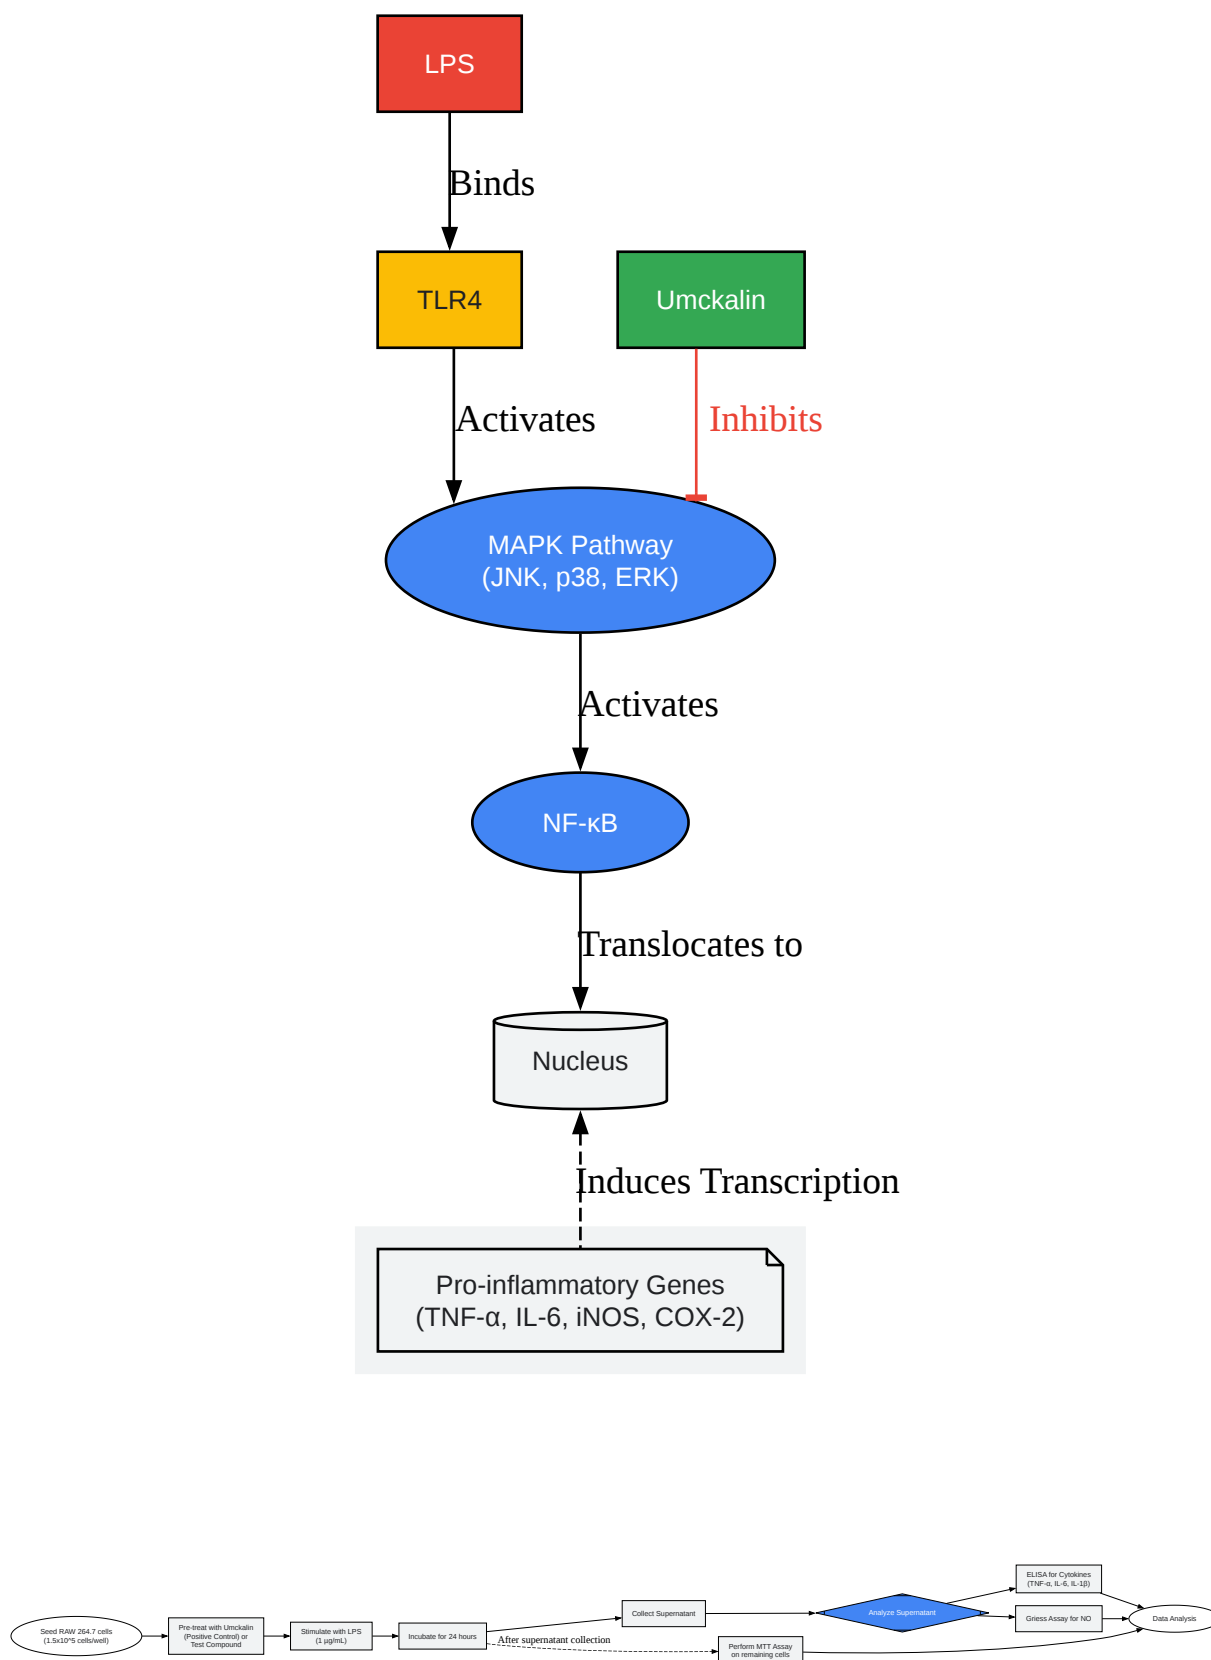 LPS
Binds
TLR4
Umckalin
Activates
Inhibits
MAPK Pathway
(JNK, p38, ERK)
Activates
NF-κB
Translocates to
Nucleus
Induces Transcription
Pro-inflammatory Genes
(TNF-α, IL-6, iNOS, COX-2)
Seed RAW 264.7 cells
(1.5x10^5 cells/well)
Pre-treat with Umckalin
(Positive Control) or
Test Compound
Stimulate with LPS
(1 µg/mL)
Incubate for 24 hours
Collect Supernatant
After supernatant collection
Perform MTT Assay
on remaining cells
Analyze Supernatant
ELISA for Cytokines
(TNF-α, IL-6, IL-1β)
Griess Assay for NO
Data Analysis